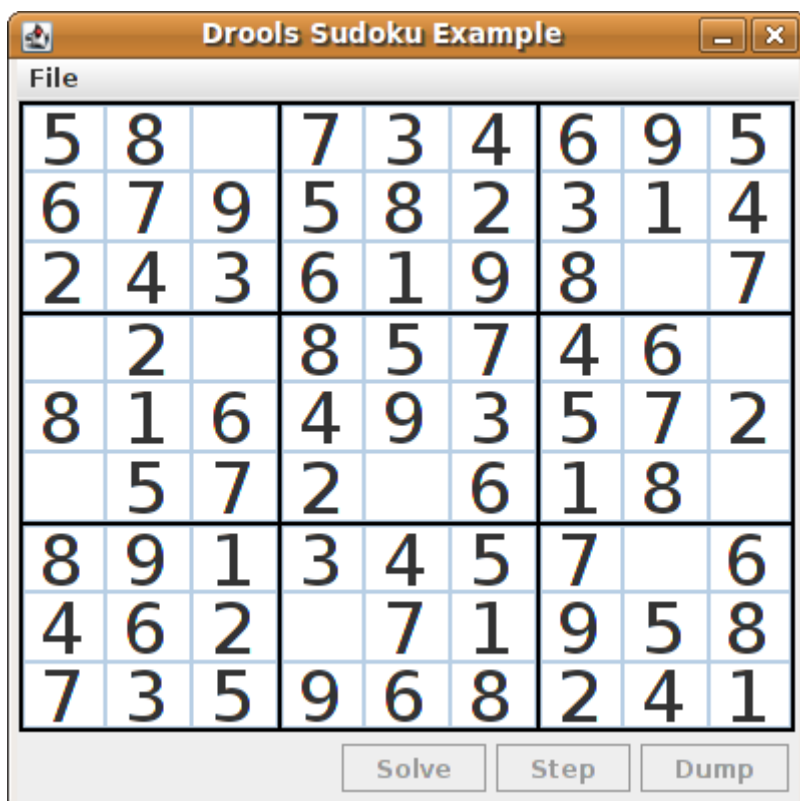 Drools Sudoku Example
File
5 8 7 3 4 6 9 5
6 7 9 5 8 2 3 1 4
2 4 3 6 1 9 8 7
2 8 5 7 4 6
8 1 6 4 9 3 5 7 2
5 7 2 6 1 8
8 9 1 3 4 5 7 6
4 6 2 7 1 9 5 8
7 3 5 9 6 8 2 4 1
Solve Step Dump